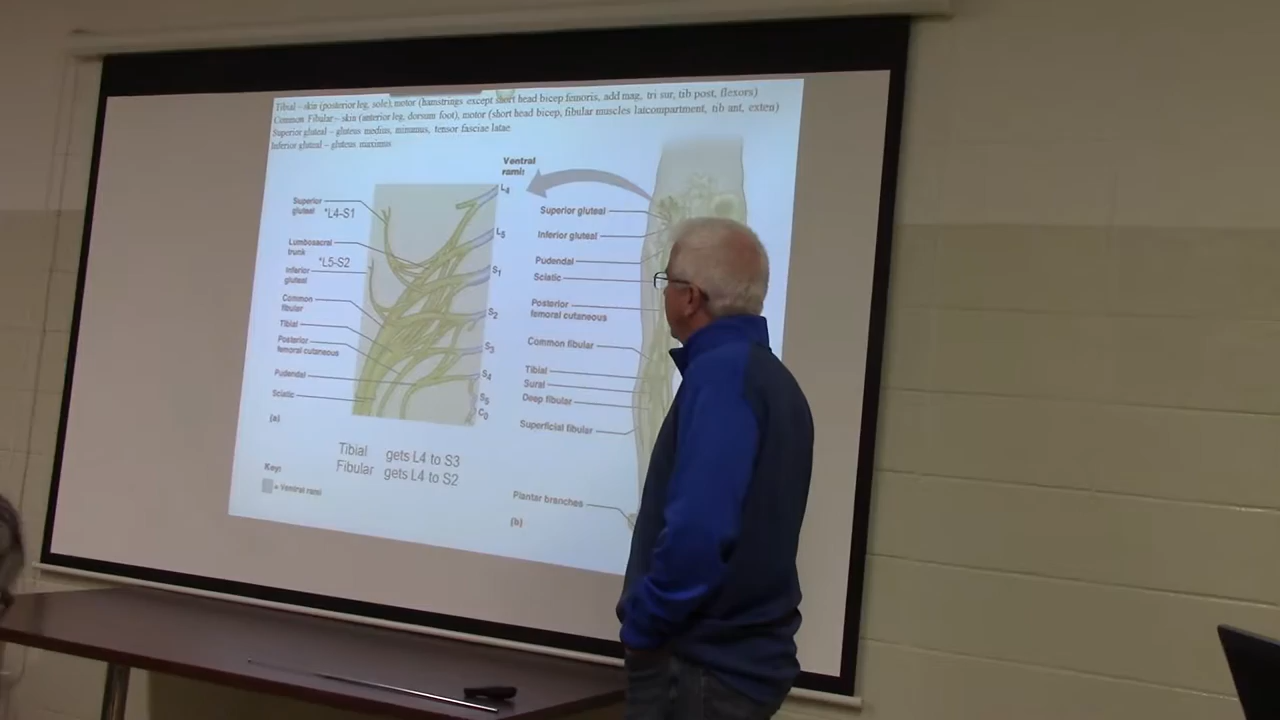 Tibial – skin (posterior leg, sole), motor (hamstrings except short head bicep femoris, add mag, tri sur, tib post, flexors)
Common Fibular – skin (anterior leg, dorsum foot), motor (short head bicep, fibular muscles latcompartment, tib ant, exten)
Superior gluteal – gluteus medius, minumus, tensor fasciae latae
Inferior gluteal – gluteus maximus
Ventral
rami:
L4
Superior
gluteal *L4-S1
L5
Lumbosacral
trunk
*L5-S2
S1
Inferior
gluteal
Common
fibular
S2
Tibial
Posterior
femoral cutaneous
S3
Pudendal
S4
Sciatic
S5
C0
(a)
Tibial gets L4 to S3
Fibular gets L4 to S2
Key:
= Ventral rami
Superior gluteal
Inferior gluteal
Pudendal
Sciatic
Posterior
femoral cutaneous
Common fibular
Tibial
Sural
Deep fibular
Superficial fibular
Plantar branches
(b)